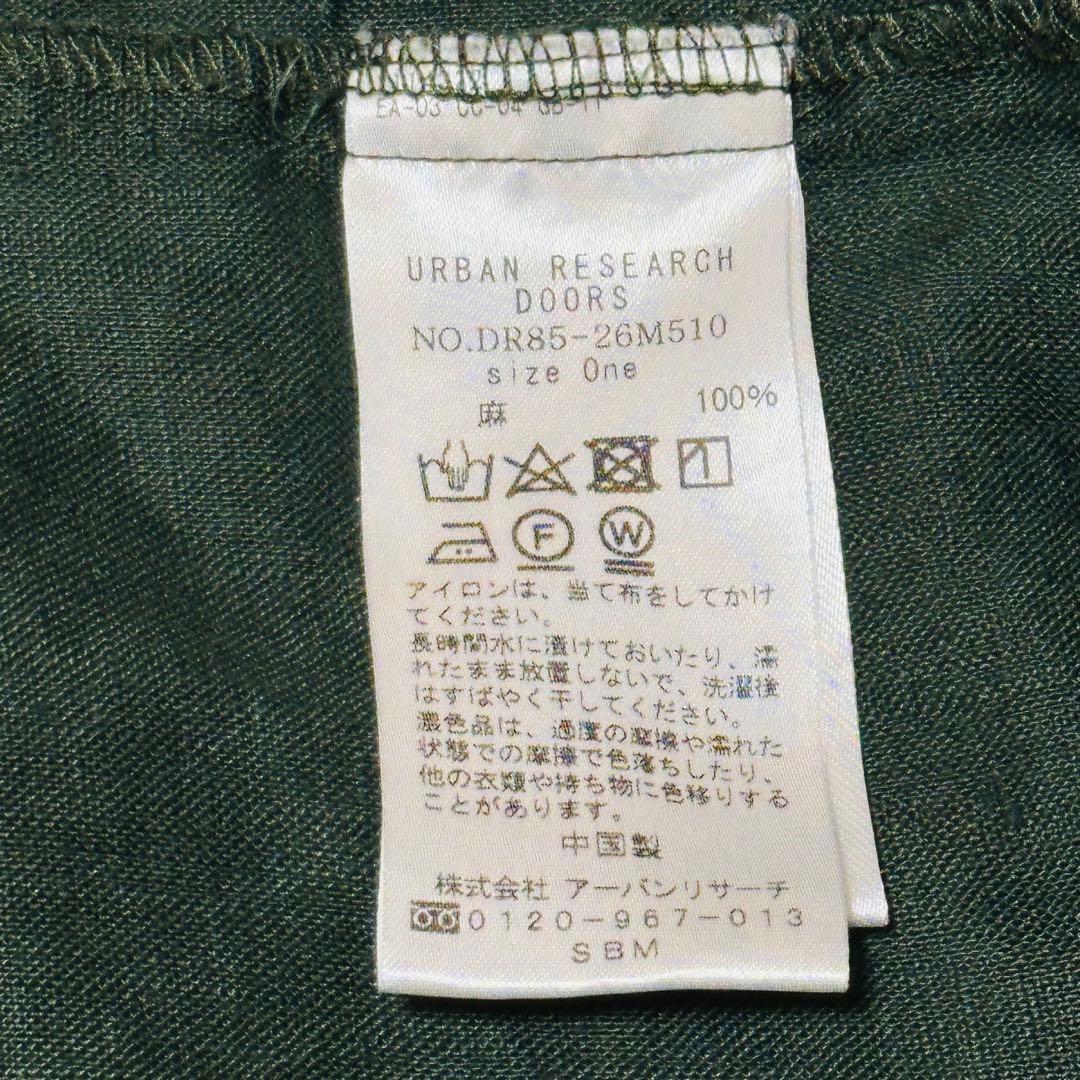 EA-03 CC-04 GB-11
URBAN RESEARCH
DOORS
NO.DR85-26M510
size One
麻 100%
F W
アイロンは、当て布をしてかけ
てください。
長時間水に漬けておいたり、濡
れたまま放置しないで、洗濯後
はすばやく干してください。
濃色品は、過度の摩擦や濡れた
状態での摩擦で色落ちしたり、
他の衣類や持ち物に色移りする
ことがあります。
中国製
株式会社 アーバンリサーチ
0120-967-013
SBM